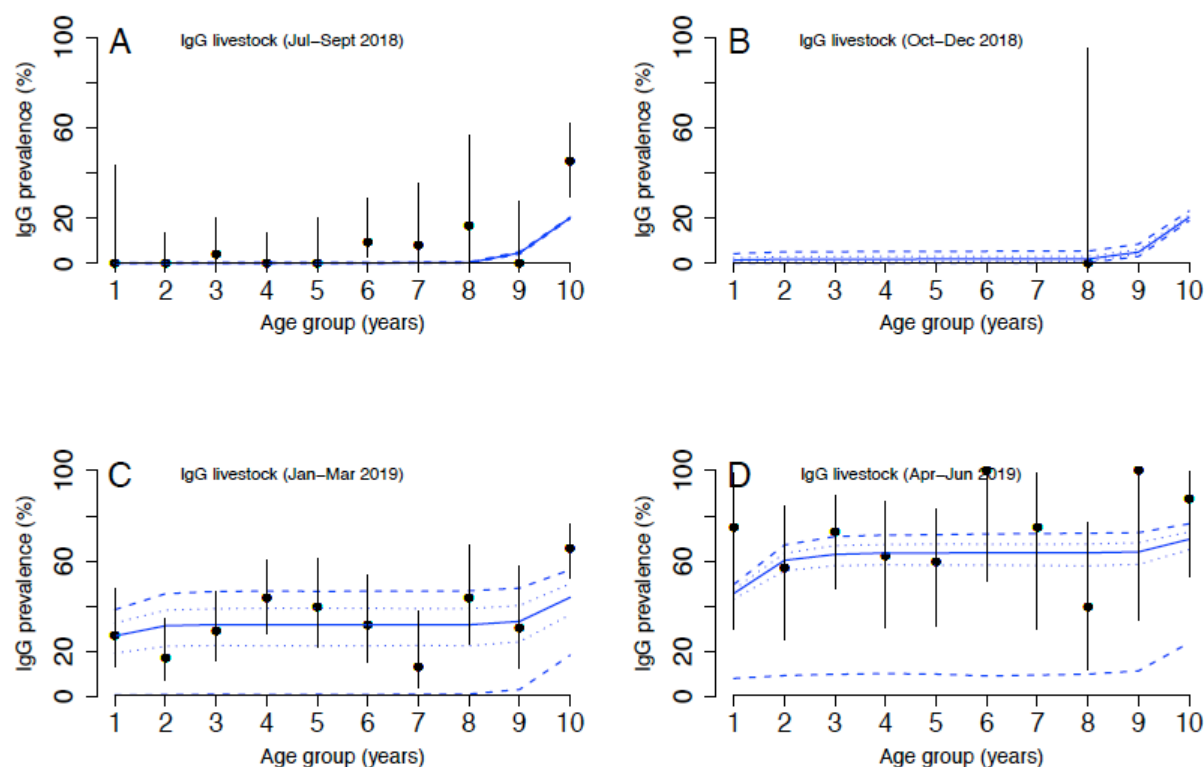 A IgG livestock (Jul−Sept 2018)
IgG prevalence (%)
100
60
20
0
1 2 3 4 5 6 7 8 9 10
Age group (years)
B IgG livestock (Oct−Dec 2018)
IgG prevalence (%)
100
60
20
0
1 2 3 4 5 6 7 8 9 10
Age group (years)
C IgG livestock (Jan−Mar 2019)
IgG prevalence (%)
100
60
20
0
1 2 3 4 5 6 7 8 9 10
Age group (years)
D IgG livestock (Apr−Jun 2019)
IgG prevalence (%)
100
60
20
0
1 2 3 4 5 6 7 8 9 10
Age group (years)